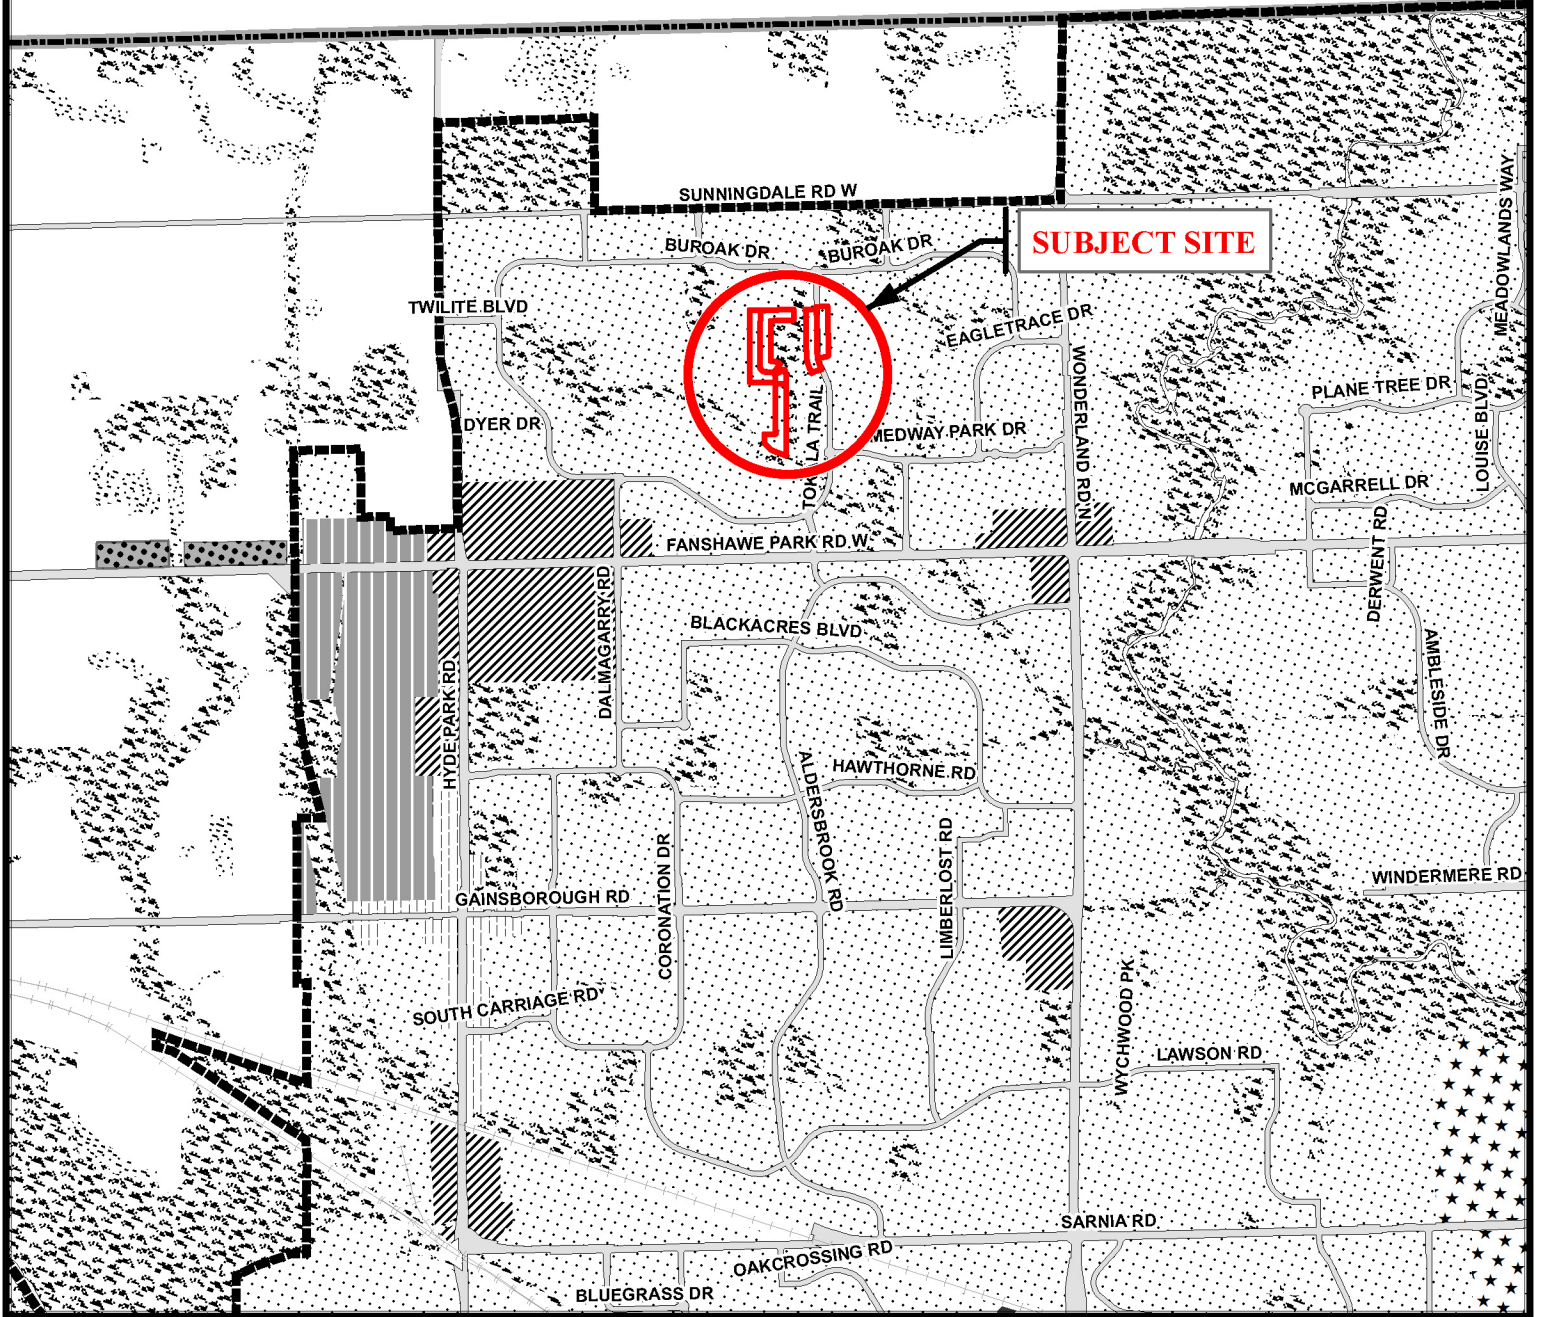 SUNNINGDALE RD W
MEADOWLANDS WAY
BUROAK DR
BUROAK DR
SUBJECT SITE
TWILITE BLVD
EAGLETRACE DR
WONDERLAND RD N
PLANE TREE DR
LOUISE BLVD
DYER DR
TRAIL
MEDWAY PARK DR
MCGARRELL DR
FANSHAWE PARK RD W
DERWENT RD
DALMAGARRY RD
BLACKACRES BLVD
AMBLESIDE DR
HYDE PARK RD
HAWTHORNE RD
ALDERSBROOK RD
CORONATION DR
LIMBERLOST RD
WINDERMERE RD
GAINSBOROUGH RD
SOUTH CARRIAGE RD
WYCHWOOD PK
LAWSON RD
SARNIA RD
OAKCROSSING RD
BLUEGRASS DR